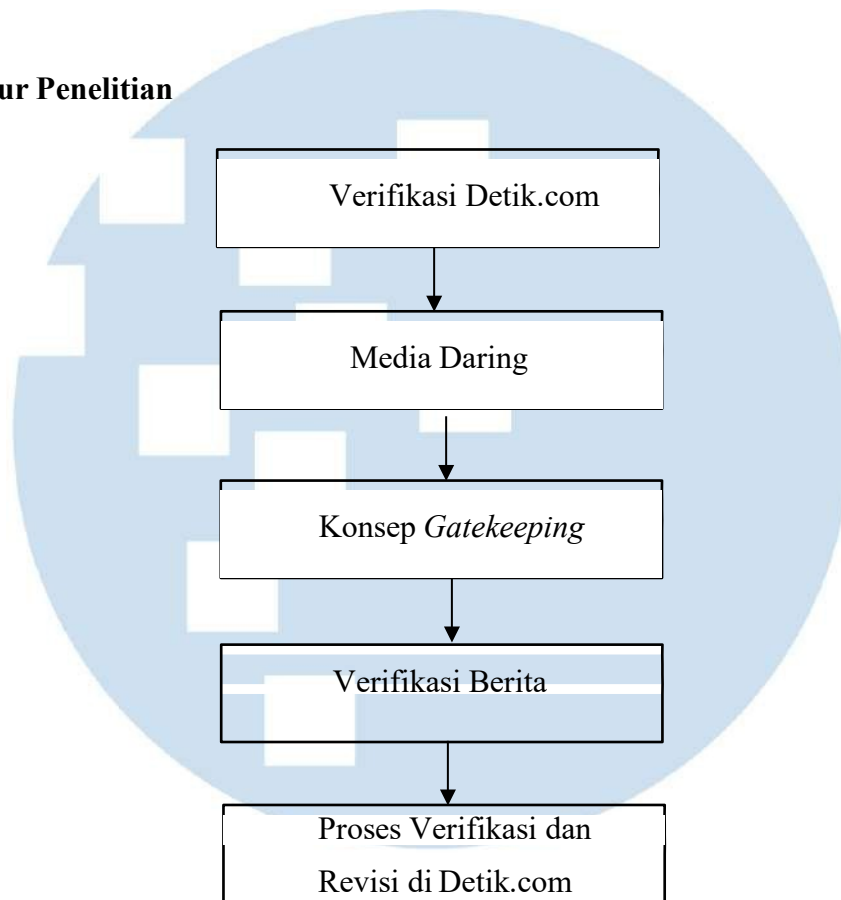 ur Penelitian
Verifikasi Detik.com
Media Daring
Konsep Gatekeeping
Verifikasi Berita
Proses Verifikasi dan
Revisi di Detik.com